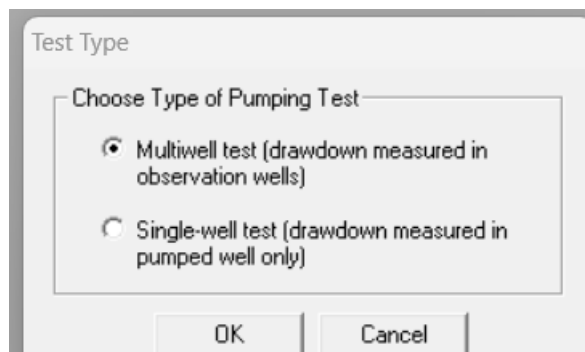 Test Type
Choose Type of Pumping Test
Multiwell test (drawdown measured in
observation wells)
Single-well test (drawdown measured in
pumped well only)
OK
Cancel